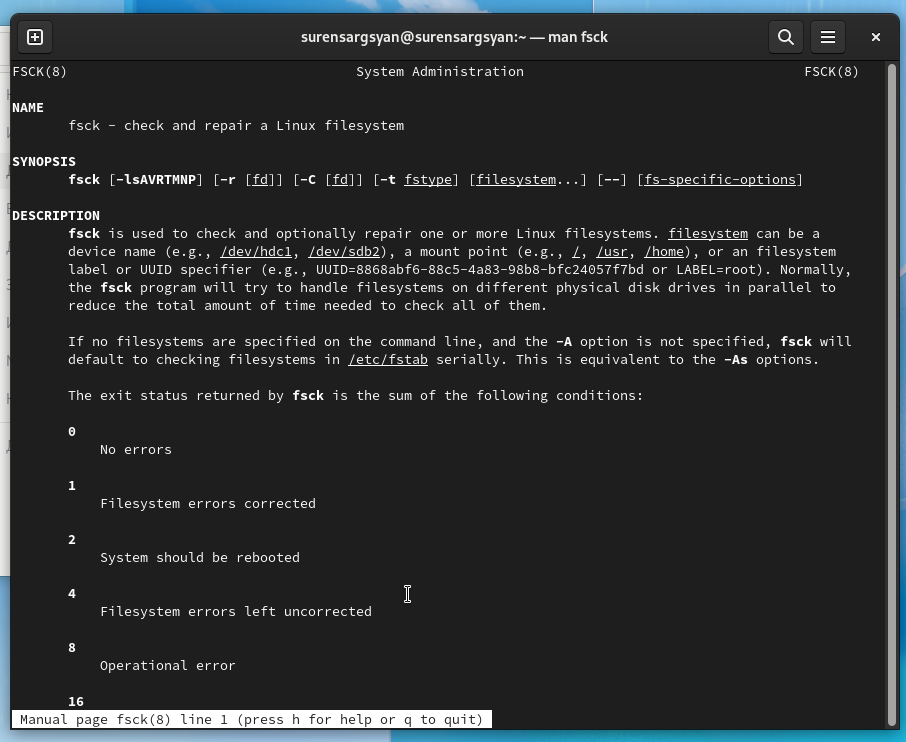 surensargsyan@surensargsyan:~ — man fsck
FSCK(8) System Administration FSCK(8)
NAME
fsck - check and repair a Linux filesystem
SYNOPSIS
fsck [-lsAVRTMNP] [-r [fd]] [-C [fd]] [-t fstype] [filesystem...] [--] [fs-specific-options]
DESCRIPTION
fsck is used to check and optionally repair one or more Linux filesystems. filesystem can be a
device name (e.g., /dev/hdc1, /dev/sdb2), a mount point (e.g., /, /usr, /home), or an filesystem
label or UUID specifier (e.g., UUID=8868abf6-88c5-4a83-98b8-bfc24057f7bd or LABEL=root). Normally,
the fsck program will try to handle filesystems on different physical disk drives in parallel to
reduce the total amount of time needed to check all of them.
If no filesystems are specified on the command line, and the -A option is not specified, fsck will
default to checking filesystems in /etc/fstab serially. This is equivalent to the -As options.
The exit status returned by fsck is the sum of the following conditions:
0
No errors
1
Filesystem errors corrected
2
System should be rebooted
4
Filesystem errors left uncorrected
8
Operational error
16
Manual page fsck(8) line 1 (press h for help or q to quit)